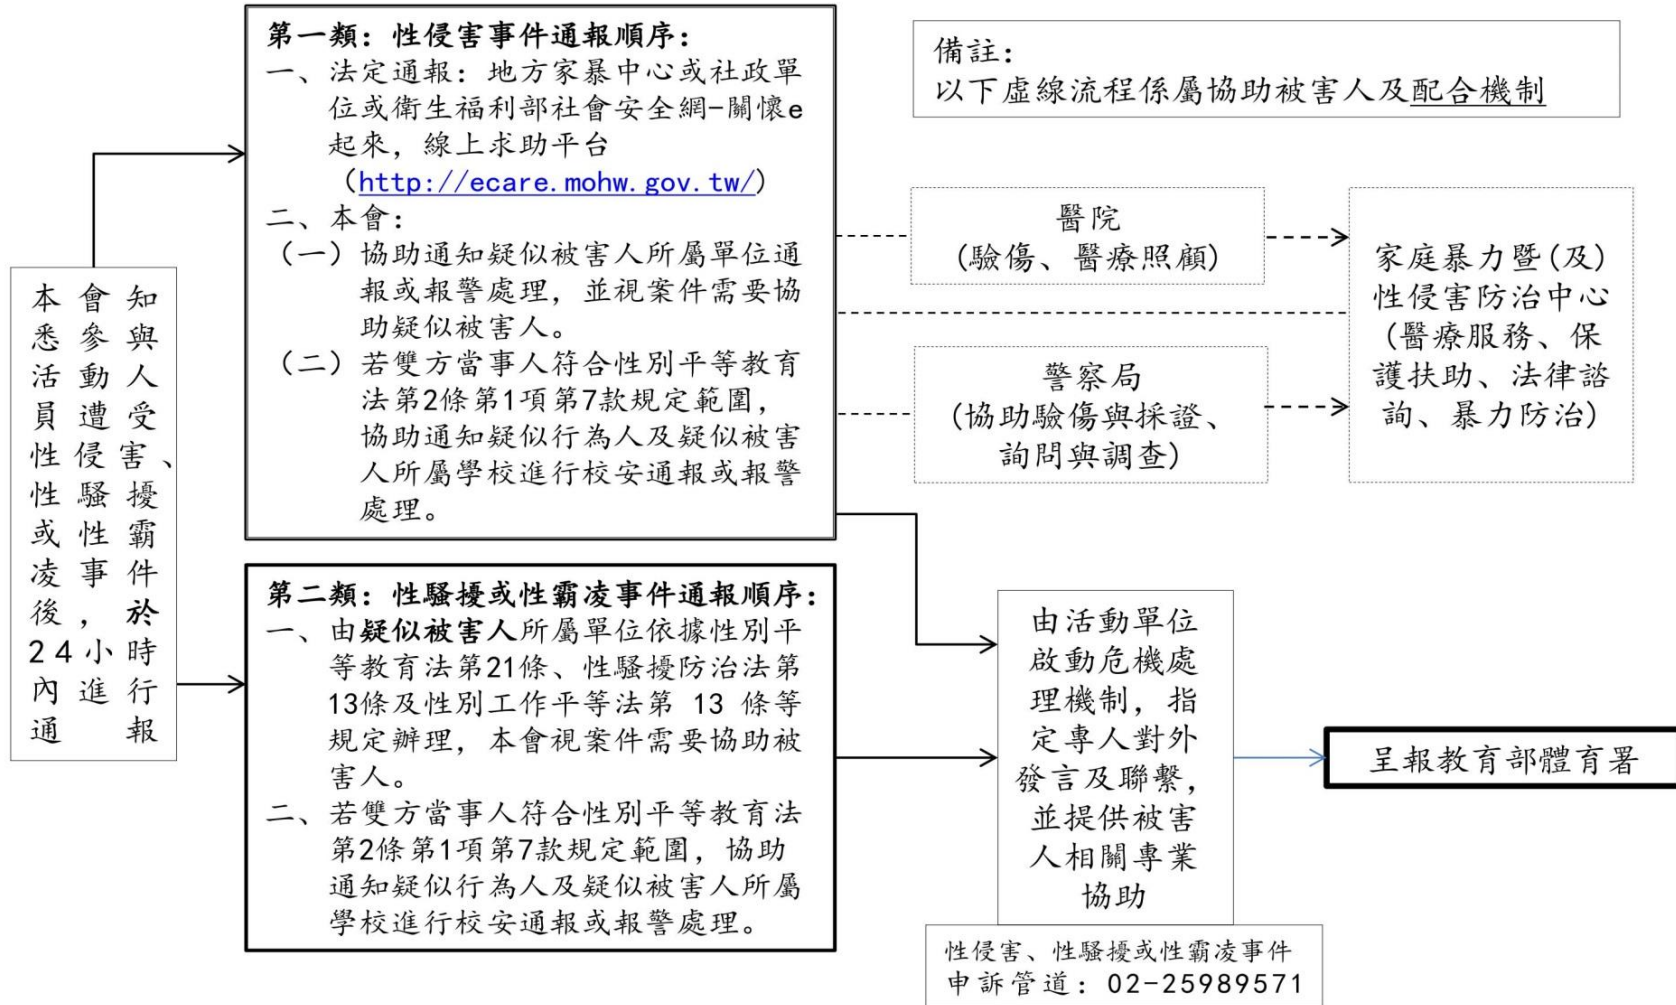 本會知
悉參與
活動人
員遭受
性侵害、
性騷擾
或性霸
凌事件
後，於
24小時
內進行
通報
第一類：性侵害事件通報順序：
一、法定通報：地方家暴中心或社政單
位或衛生福利部社會安全網-關懷e
起來，線上求助平台
（http://ecare.mohw.gov.tw/）
二、本會：
（一）協助通知疑似被害人所屬單位通
報或報警處理，並視案件需要協
助疑似被害人。
（二）若雙方當事人符合性別平等教育
法第2條第1項第7款規定範圍，
協助通知疑似行為人及疑似被害
人所屬學校進行校安通報或報警
處理。
第二類：性騷擾或性霸凌事件通報順序：
一、由疑似被害人所屬單位依據性別平
等教育法第21條、性騷擾防治法第
13條及性別工作平等法第 13 條等
規定辦理，本會視案件需要協助被
害人。
二、若雙方當事人符合性別平等教育法
第2條第1項第7款規定範圍，協助
通知疑似行為人及疑似被害人所屬
學校進行校安通報或報警處理。
備註：
以下虛線流程係屬協助被害人及配合機制
醫院
(驗傷、醫療照顧)
警察局
(協助驗傷與採證、
詢問與調查)
家庭暴力暨(及)
性侵害防治中心
(醫療服務、保
護扶助、法律諮
詢、暴力防治)
由活動單位
啟動危機處
理機制，指
定專人對外
發言及聯繫，
並提供被害
人相關專業
協助
呈報教育部體育署
性侵害、性騷擾或性霸凌事件
申訴管道：02-25989571